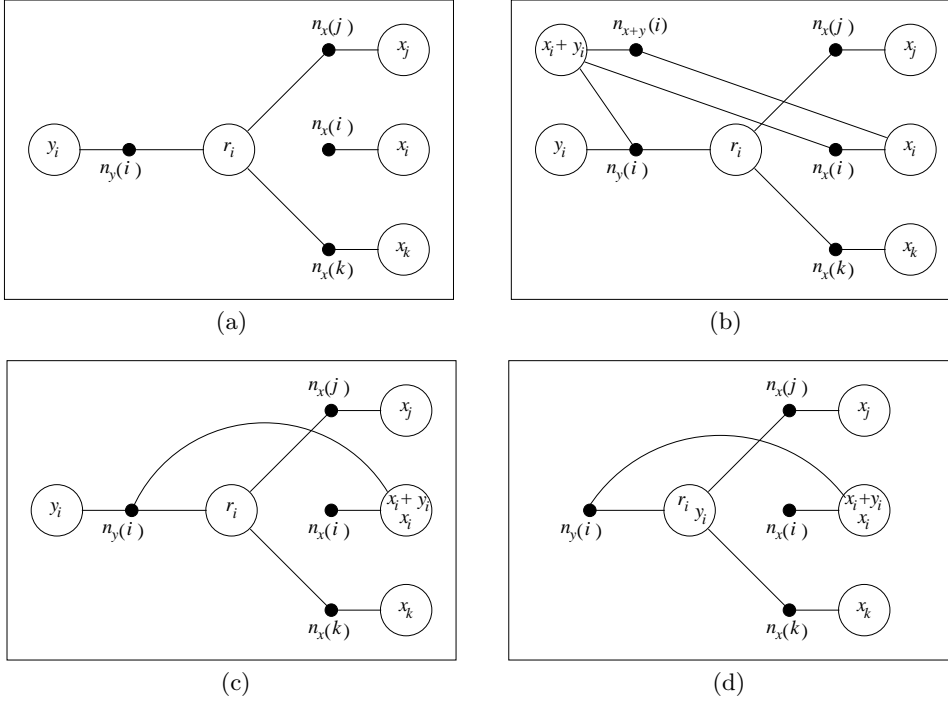 n_x(j)
x_j
n_x(i)
y_i
r_i
x_i
n_y(i)
x_k
n_x(k)
(a)
n_{x+y}(i)
n_x(j)
x_i + y_i
x_j
y_i
r_i
x_i
n_y(i)
n_x(i)
x_k
n_x(k)
(b)
n_x(j)
x_j
x_i + y_i
y_i
r_i
x_i
n_y(i)
n_x(i)
x_k
n_x(k)
(c)
n_x(j)
x_j
x_i + y_i
r_i y_i
x_i
n_y(i)
n_x(i)
x_k
n_x(k)
(d)